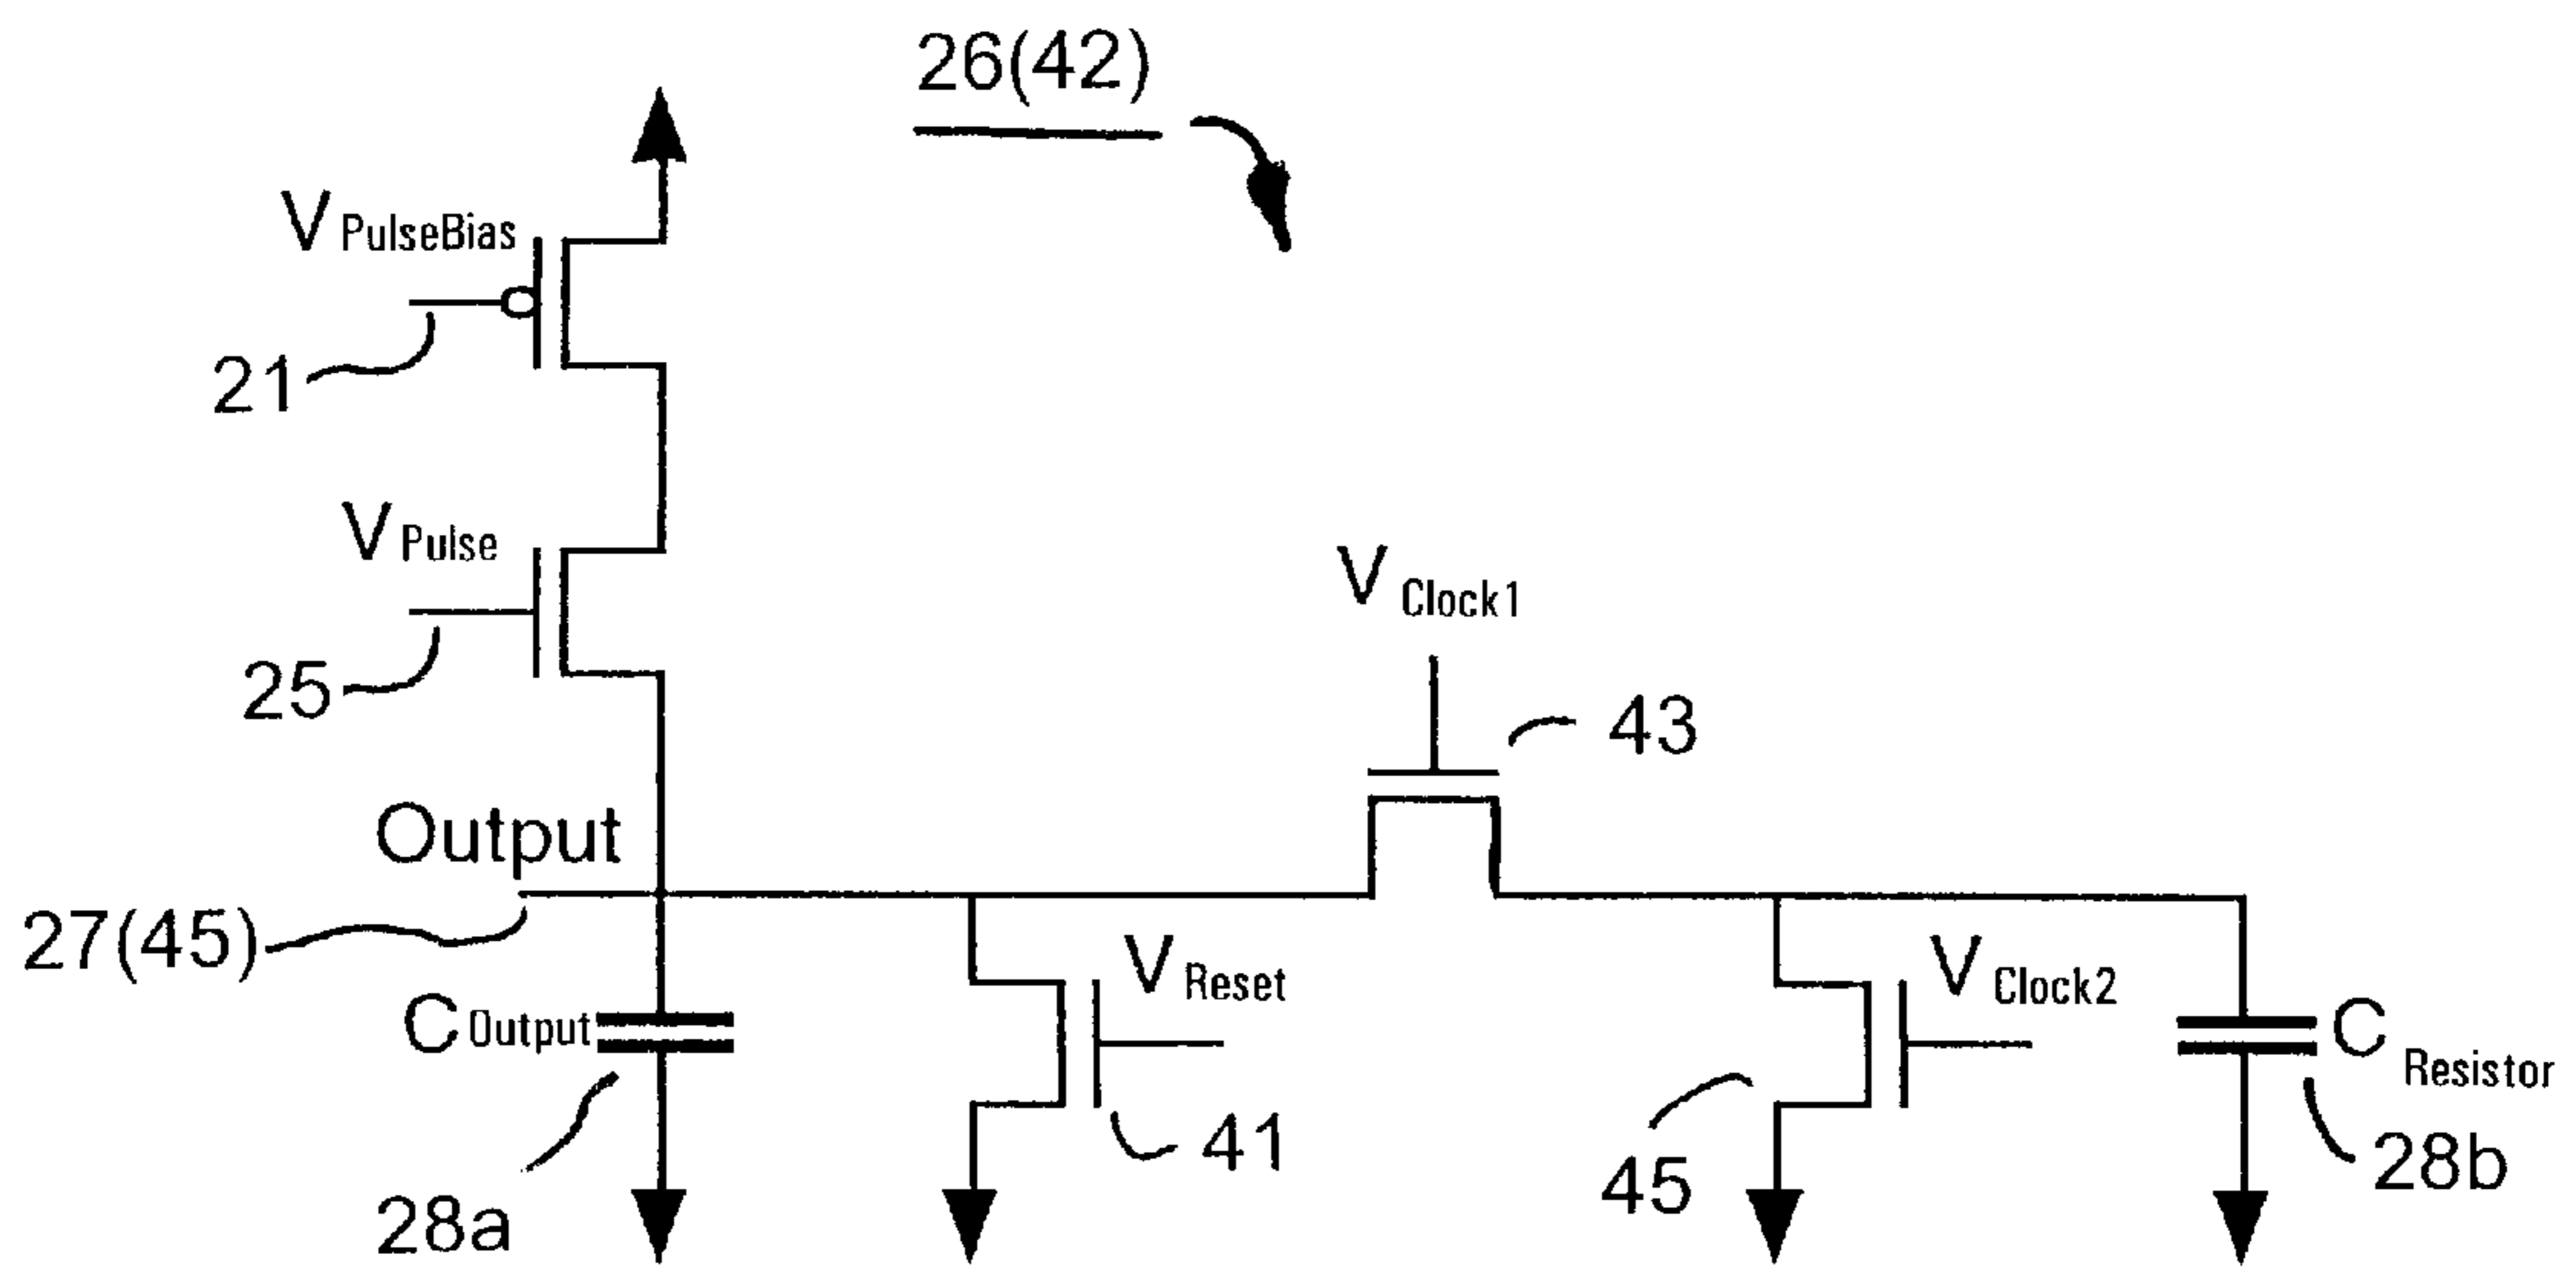 26(42)
VPulseBias
21
VPulse
25
VClock1
43
Output
27(45)
VReset
VClock2
COutput
CResistor
41
45
28b
28a